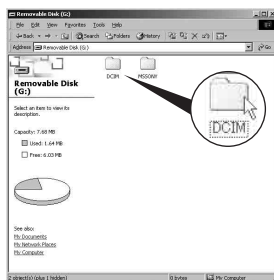 Removable Disk (G:)
File Edit View Favorites Tools Help
Back Search Folders History
Address Removable Disk (G:) Go
Removable Disk (G:)
Select an item to view its description.
Capacity: 7.68 MB
Used: 1.64 MB
Free: 6.03 MB
See also:
My Documents
My Network Places
My Computer
DCIM MSSONY
DCIM
2 object(s) (plus 1 hidden) 0 bytes My Computer